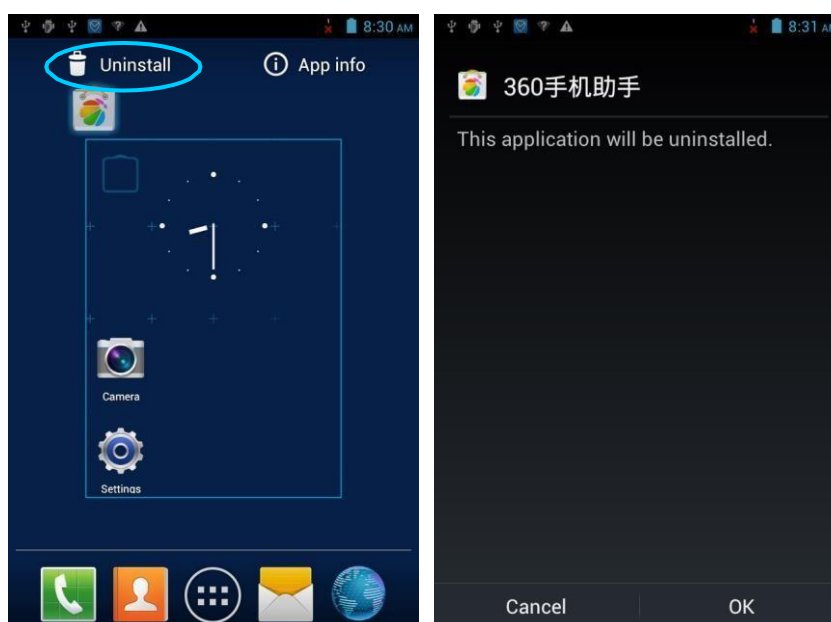 8:30 AM
Uninstall
App info
Camera
Settings
8:31 AM
360手机助手
This application will be uninstalled.
Cancel
OK